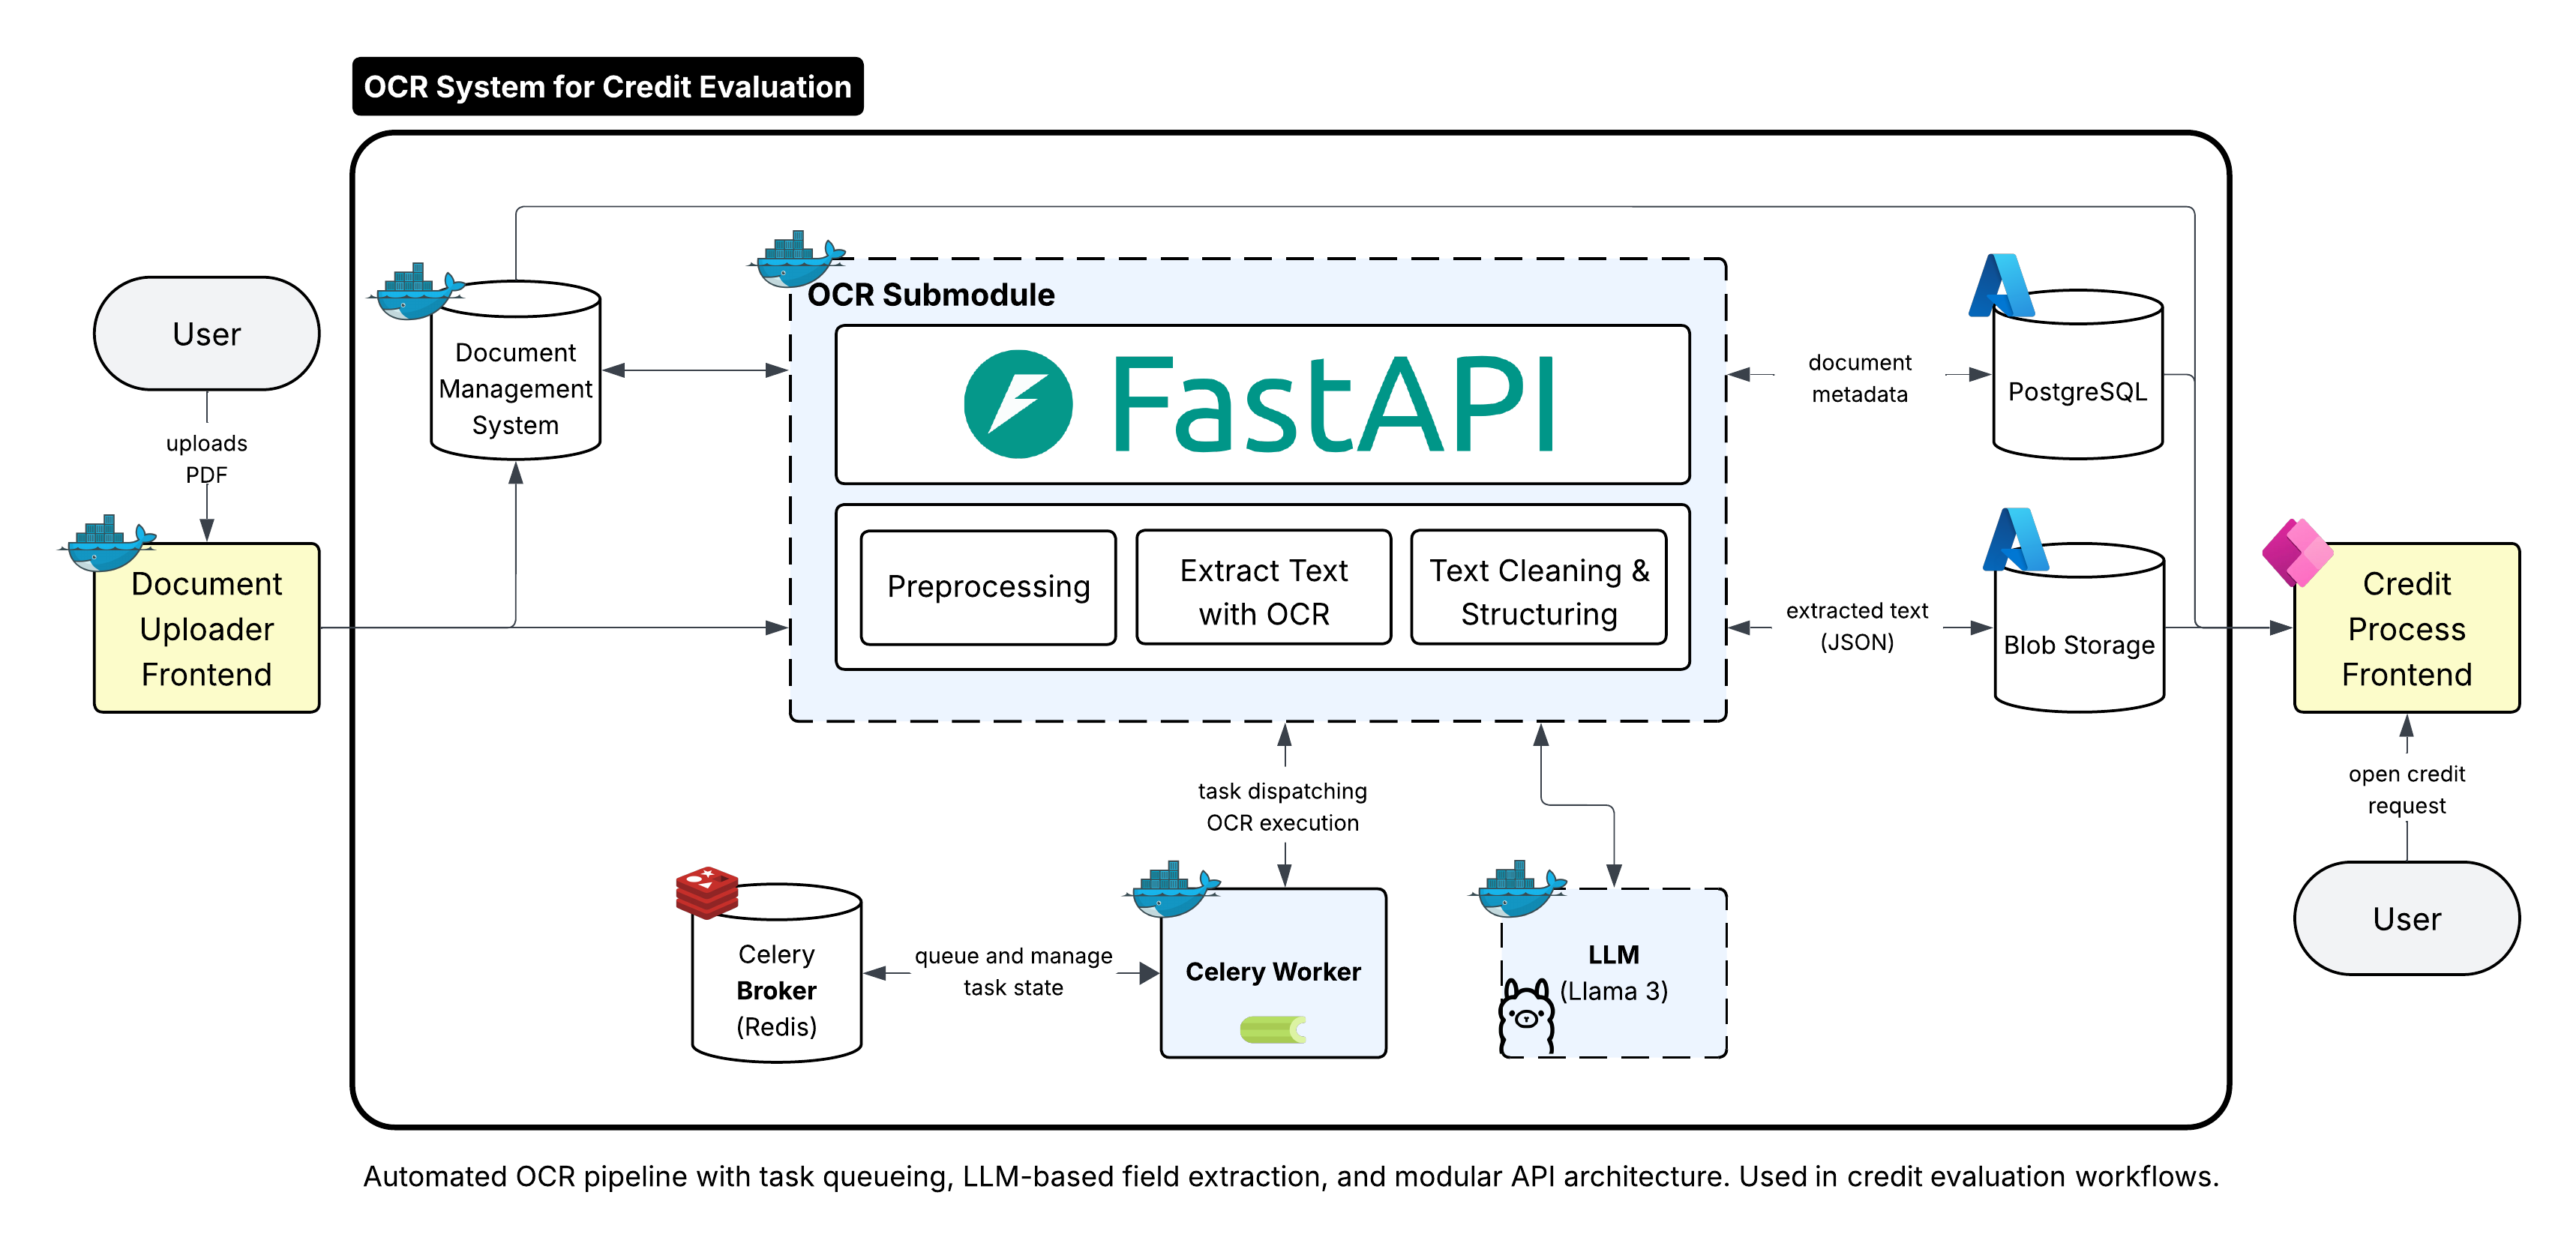 OCR System for Credit Evaluation
User
uploads
PDF
Document
Uploader
Frontend
Document
Management
System
OCR Submodule
FastAPI
Preprocessing
Extract Text
with OCR
Text Cleaning &
Structuring
document
metadata
PostgreSQL
extracted text
(JSON)
Blob Storage
Credit
Process
Frontend
open credit
request
User
task dispatching
OCR execution
Celery
Broker
(Redis)
queue and manage
task state
Celery Worker
LLM
(Llama 3)
Automated OCR pipeline with task queueing, LLM-based field extraction, and modular API architecture. Used in credit evaluation workflows.